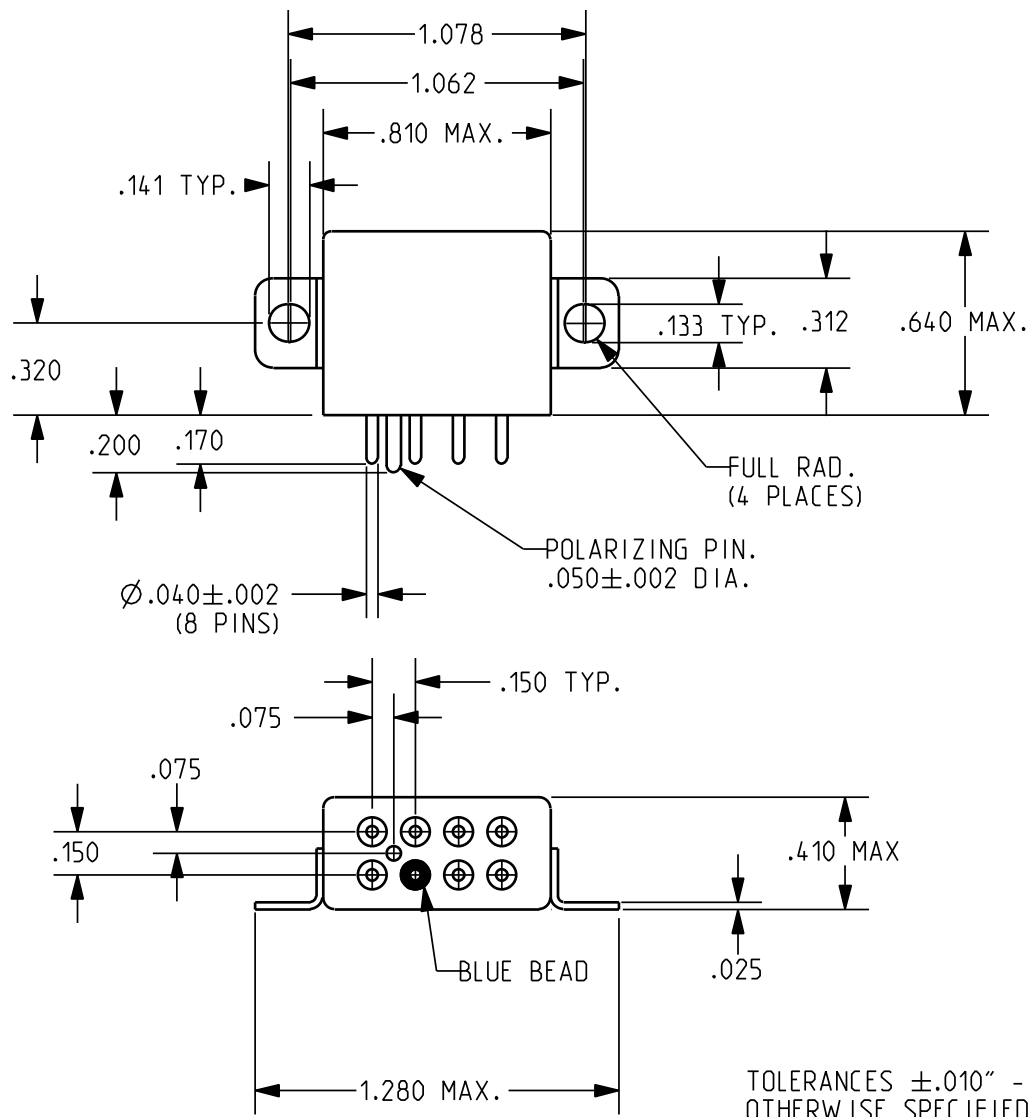 1.078
1.062
.810 MAX.
.141 TYP.
.133 TYP.
.312
.640 MAX.
.320
.200
.170
FULL RAD.
(4 PLACES)
POLARIZING PIN.
.050±.002 DIA.
Ø.040±.002
(8 PINS)
.150 TYP.
.075
.075
.150
.410 MAX
BLUE BEAD
.025
1.280 MAX.
TOLERANCES ±.010″ -
OTHERWISE SPECIFIED